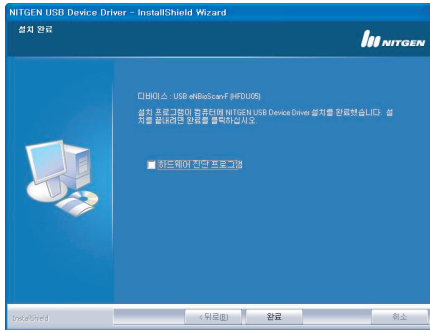 NITGEN USB Device Driver - InstallShield Wizard
설치 완료
NITGEN
디바이스 : USB eNBioScan-F (HFDU05)
설치 프로그램이 컴퓨터에 NITGEN USB Device Driver 설치를 완료했습니다. 설
치를 끝내려면 완료를 클릭하십시오.
하드웨어 진단 프로그램
InstallShield
< 뒤로(B)
완료
취소